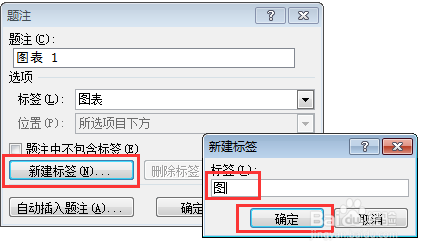 题注
题注(C):
图表 1
选项
标签(L): 图表
位置(P): 所选项目下方
题注中不包含标签(E)
新建标签(N)...
删除标签
自动插入题注(A)...
确定
新建标签
标签(L):
图
确定
取消